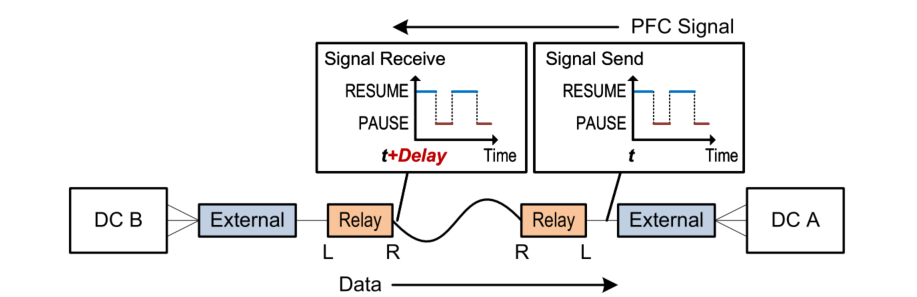 PFC Signal
Signal Receive
RESUME
PAUSE
t+Delay
Time
Signal Send
RESUME
PAUSE
t
Time
DC B
External
Relay
Relay
External
DC A
L
R
R
L
Data